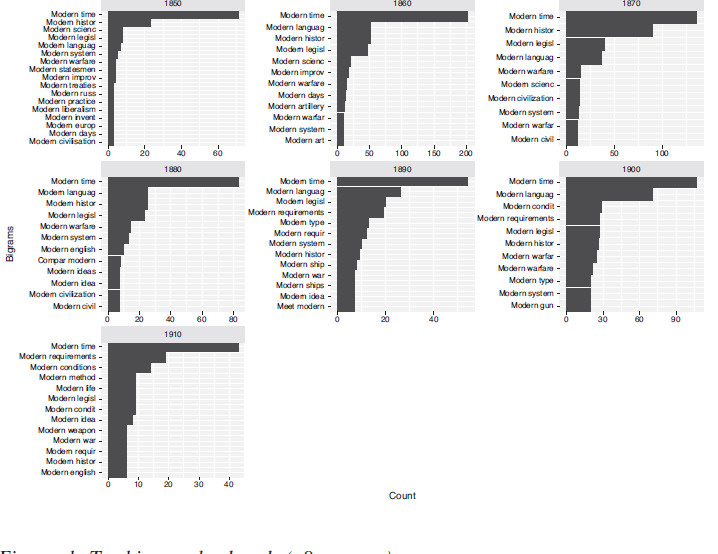 1850
Modern time
Modern histor
Modern scienc
Modern legisl
Modern languag
Modern system
Modern warfare
Modern statesmen
Modern improv
Modern treaties
Modern russ
Modern practice
Modern liberalism
Modern invent
Modern europ
Modern days
Modern civilisation
0 20 40 60
1860
Modern time
Modern languag
Modern histor
Modern legisl
Modern scienc
Modern improv
Modern warfare
Modern days
Modern artillery
Modern warfar
Modern system
Modern art
0 50 100 150 200
1870
Modern time
Modern histor
Modern legisl
Modern languag
Modern warfare
Modern scienc
Modern civilization
Modern system
Modern warfar
Modern civil
0 50 100
Bigrams
1880
Modern time
Modern languag
Modern histor
Modern legisl
Modern warfare
Modern system
Modern english
Compar modern
Modern ideas
Modern idea
Modern civilization
Modern civil
0 20 40 60 80
1890
Modern time
Modern languag
Modern legisl
Modern requirements
Modern type
Modern requir
Modern system
Modern histor
Modern ship
Modern war
Modern ships
Modern idea
Meet modern
0 20 40
1900
Modern time
Modern languag
Modern condit
Modern requirements
Modern legisl
Modern histor
Modern warfar
Modern warfare
Modern type
Modern system
Modern gun
0 30 60 90
1910
Modern time
Modern requirements
Modern conditions
Modern method
Modern life
Modern legisl
Modern condit
Modern idea
Modern weapon
Modern war
Modern requir
Modern histor
Modern english
0 10 20 30 40
Count